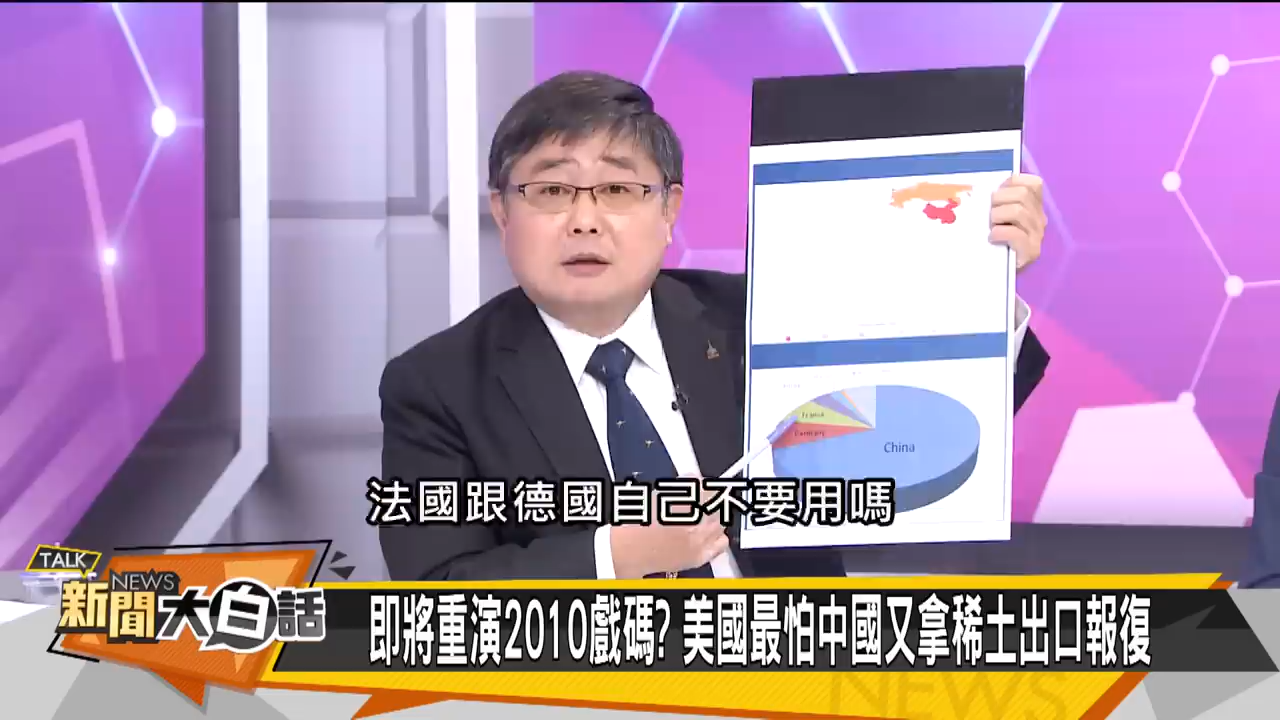 China
France
Germany
法國跟德國自己不要用嗎
TALK
NEWS
新聞大白話
即將重演2010戲碼? 美國最怕中國又拿稀土出口報復
NEWS